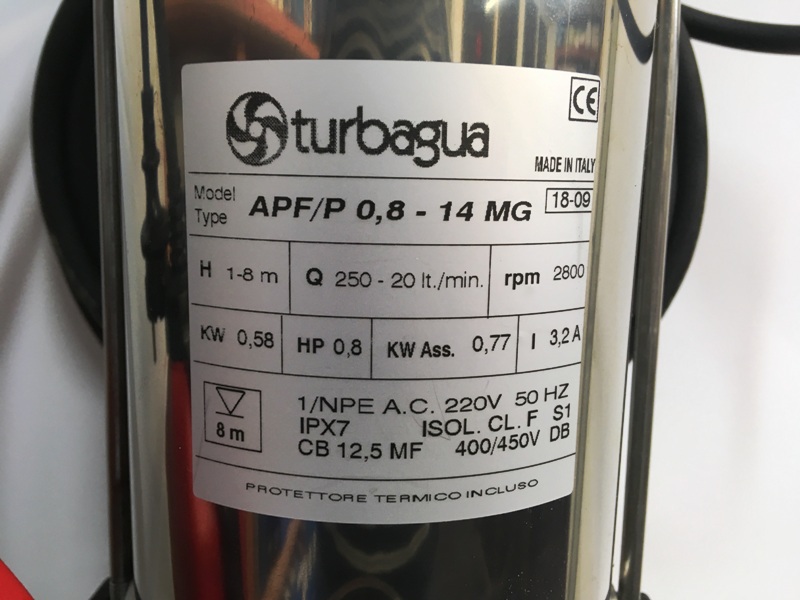 turbagua
CE
MADE IN ITALY
Model Type APF/P 0,8 - 14 MG 18-09
H 1-8 m Q 250 - 20 lt./min. rpm 2800
KW 0,58 HP 0,8 KW Ass. 0,77 I 3,2 A
8 m
1/NPE A.C. 220V 50 HZ
IPX7 ISOL. CL. F S1
CB 12,5 MF 400/450V DB
PROTETTORE TERMICO INCLUSO